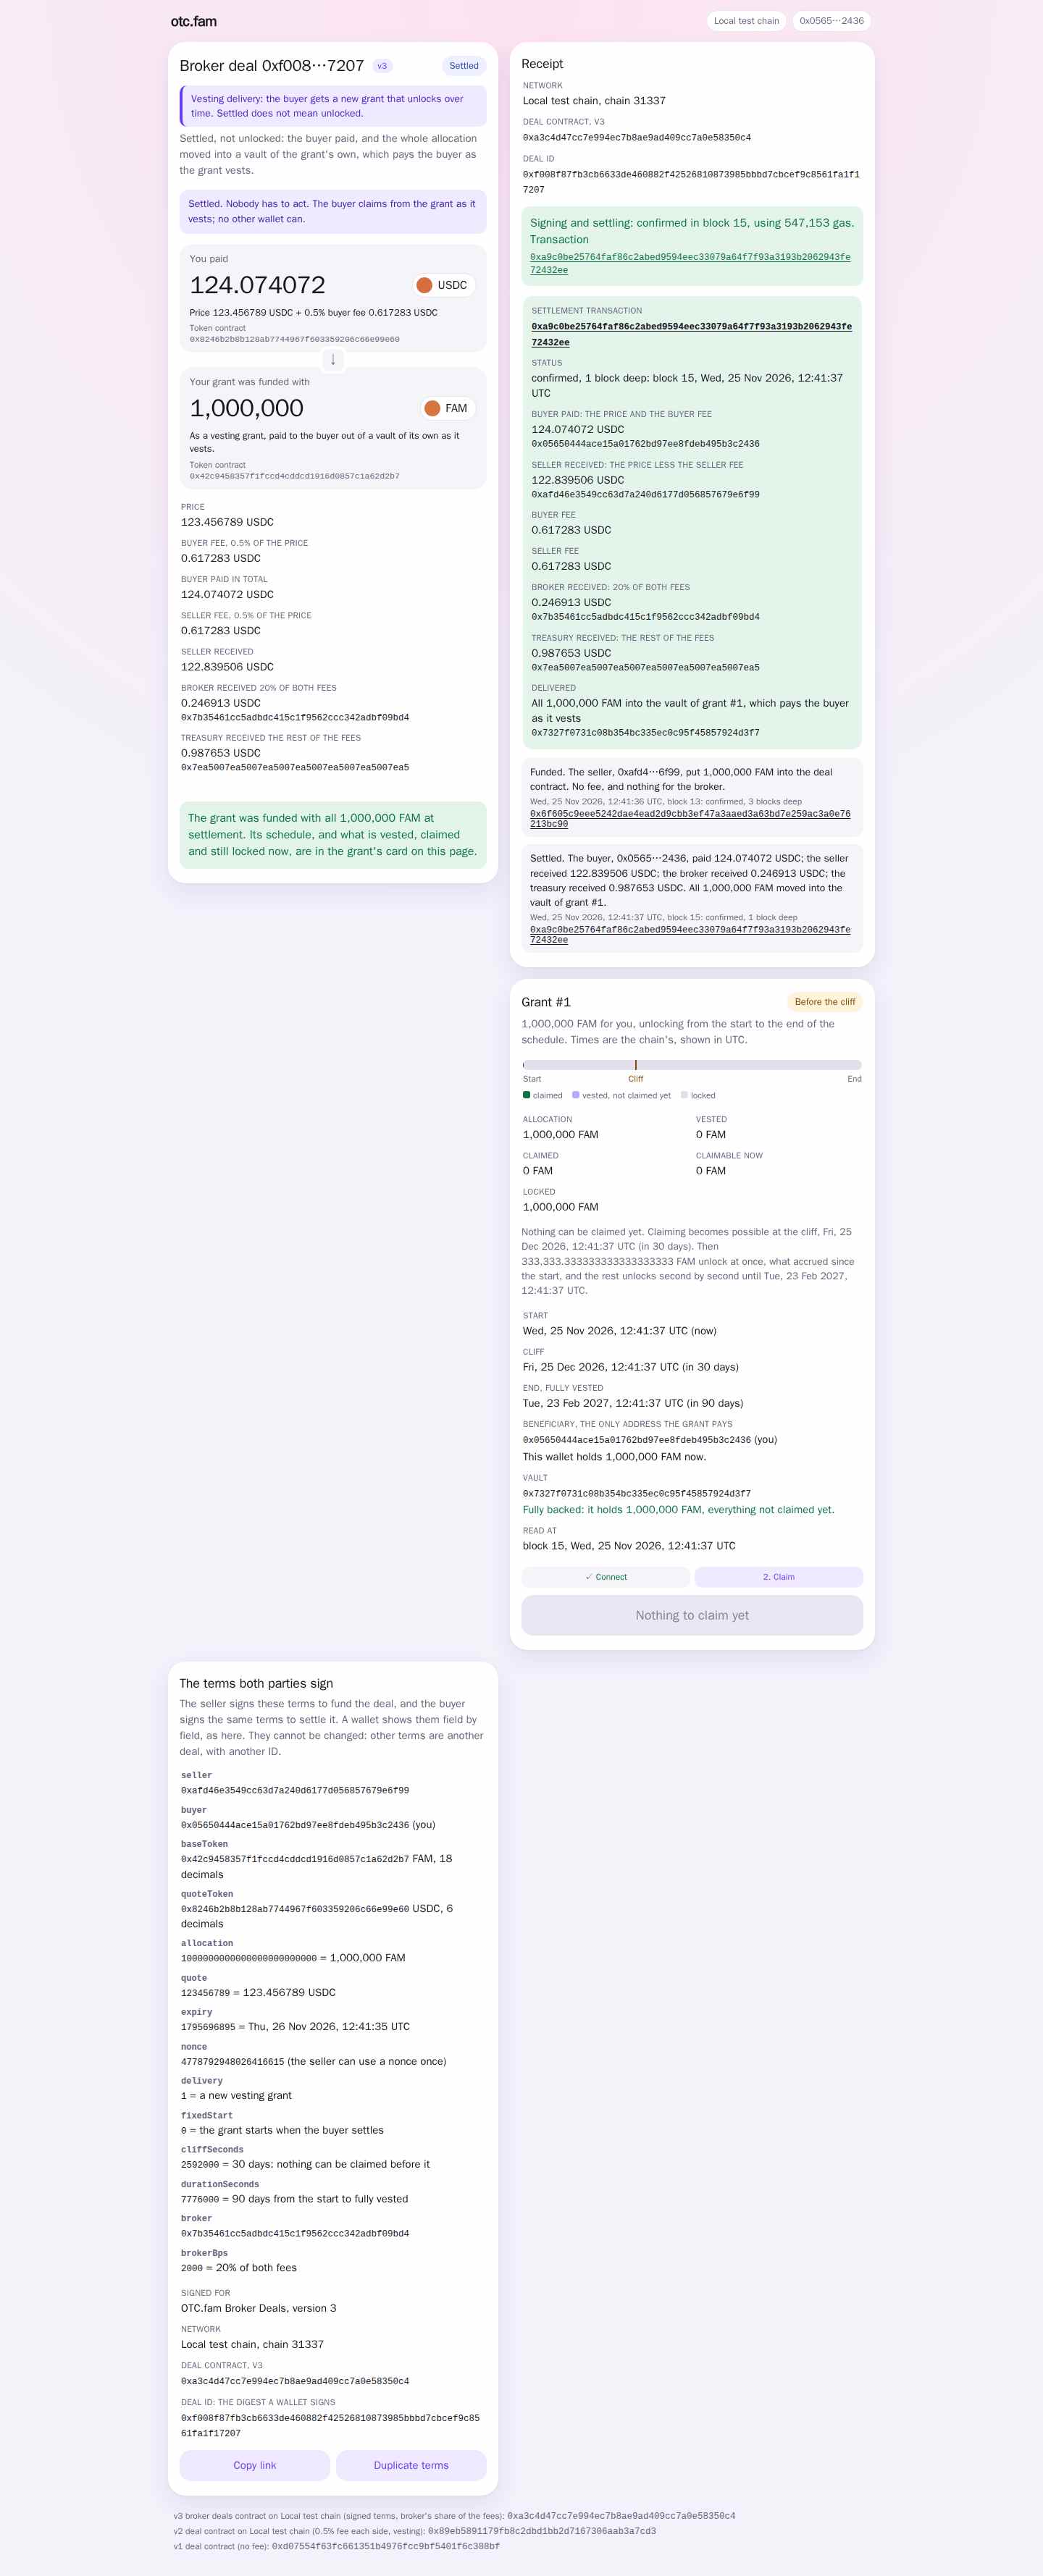 otc.fam
Local test chain
0x0565⋯2436
Broker deal 0xf008⋯7207
v3
Settled
Vesting delivery: the buyer gets a new grant that unlocks over
time. Settled does not mean unlocked.
Settled, not unlocked: the buyer paid, and the whole allocation
moved into a vault of the grant's own, which pays the buyer as
the grant vests.
Settled. Nobody has to act. The buyer claims from the grant as it
vests; no other wallet can.
You paid
124.074072
USDC
Price 123.456789 USDC + 0.5% buyer fee 0.617283 USDC
Token contract
0x8246b2b8b128ab7744967f603359206c66e99e60
↓
Your grant was funded with
1,000,000
FAM
As a vesting grant, paid to the buyer out of a vault of its own as it
vests.
Token contract
0x42c9458357f1fccd4cddcd1916d0857c1a62d2b7
PRICE
123.456789 USDC
BUYER FEE, 0.5% OF THE PRICE
0.617283 USDC
BUYER PAID IN TOTAL
124.074072 USDC
SELLER FEE, 0.5% OF THE PRICE
0.617283 USDC
SELLER RECEIVED
122.839506 USDC
BROKER RECEIVED 20% OF BOTH FEES
0.246913 USDC
0x7b35461cc5adbdc415c1f9562ccc342adbf09bd4
TREASURY RECEIVED THE REST OF THE FEES
0.987653 USDC
0x7ea5007ea5007ea5007ea5007ea5007ea5007ea5
The grant was funded with all 1,000,000 FAM at
settlement. Its schedule, and what is vested, claimed
and still locked now, are in the grant's card on this page.
Receipt
NETWORK
Local test chain, chain 31337
DEAL CONTRACT, V3
0xa3c4d47cc7e994ec7b8ae9ad409cc7a0e58350c4
DEAL ID
0xf008f87fb3cb6633de460882f42526810873985bbbd7cbcef9c8561fa1f1
7207
Signing and settling: confirmed in block 15, using 547,153 gas.
Transaction
0xa9c0be25764faf86c2abed9594eec33079a64f7f93a3193b2062943fe
72432ee
SETTLEMENT TRANSACTION
0xa9c0be25764faf86c2abed9594eec33079a64f7f93a3193b2062943fe
72432ee
STATUS
confirmed, 1 block deep: block 15, Wed, 25 Nov 2026, 12:41:37
UTC
BUYER PAID: THE PRICE AND THE BUYER FEE
124.074072 USDC
0x05650444ace15a01762bd97ee8fdeb495b3c2436
SELLER RECEIVED: THE PRICE LESS THE SELLER FEE
122.839506 USDC
0xafd46e3549cc63d7a240d6177d056857679e6f99
BUYER FEE
0.617283 USDC
SELLER FEE
0.617283 USDC
BROKER RECEIVED: 20% OF BOTH FEES
0.246913 USDC
0x7b35461cc5adbdc415c1f9562ccc342adbf09bd4
TREASURY RECEIVED: THE REST OF THE FEES
0.987653 USDC
0x7ea5007ea5007ea5007ea5007ea5007ea5007ea5
DELIVERED
All 1,000,000 FAM into the vault of grant #1, which pays the buyer
as it vests
0x7327f0731c08b354bc335ec0c95f45857924d3f7
Funded. The seller, 0xafd4⋯6f99, put 1,000,000 FAM into the deal
contract. No fee, and nothing for the broker.
Wed, 25 Nov 2026, 12:41:36 UTC, block 13: confirmed, 3 blocks deep
0x6f605c9eee5242dae4ead2d9cbb3ef47a3aaed3a63bd7e259ac3a0e76
213bc90
Settled. The buyer, 0x0565⋯2436, paid 124.074072 USDC; the seller
received 122.839506 USDC; the broker received 0.246913 USDC; the
treasury received 0.987653 USDC. All 1,000,000 FAM moved into the
vault of grant #1.
Wed, 25 Nov 2026, 12:41:37 UTC, block 15: confirmed, 1 block deep
0xa9c0be25764faf86c2abed9594eec33079a64f7f93a3193b2062943fe
72432ee
Grant #1
Before the cliff
1,000,000 FAM for you, unlocking from the start to the end of the
schedule. Times are the chain's, shown in UTC.
Start
Cliff
End
claimed
vested, not claimed yet
locked
ALLOCATION
1,000,000 FAM
VESTED
0 FAM
CLAIMED
0 FAM
CLAIMABLE NOW
0 FAM
LOCKED
1,000,000 FAM
Nothing can be claimed yet. Claiming becomes possible at the cliff, Fri, 25
Dec 2026, 12:41:37 UTC (in 30 days). Then
333,333.333333333333333333 FAM unlock at once, what accrued since
the start, and the rest unlocks second by second until Tue, 23 Feb 2027,
12:41:37 UTC.
START
Wed, 25 Nov 2026, 12:41:37 UTC (now)
CLIFF
Fri, 25 Dec 2026, 12:41:37 UTC (in 30 days)
END, FULLY VESTED
Tue, 23 Feb 2027, 12:41:37 UTC (in 90 days)
BENEFICIARY, THE ONLY ADDRESS THE GRANT PAYS
0x05650444ace15a01762bd97ee8fdeb495b3c2436 (you)
This wallet holds 1,000,000 FAM now.
VAULT
0x7327f0731c08b354bc335ec0c95f45857924d3f7
Fully backed: it holds 1,000,000 FAM, everything not claimed yet.
READ AT
block 15, Wed, 25 Nov 2026, 12:41:37 UTC
✓ Connect
2. Claim
Nothing to claim yet
The terms both parties sign
The seller signs these terms to fund the deal, and the buyer
signs the same terms to settle it. A wallet shows them field by
field, as here. They cannot be changed: other terms are another
deal, with another ID.
seller
0xafd46e3549cc63d7a240d6177d056857679e6f99
buyer
0x05650444ace15a01762bd97ee8fdeb495b3c2436 (you)
baseToken
0x42c9458357f1fccd4cddcd1916d0857c1a62d2b7 FAM, 18
decimals
quoteToken
0x8246b2b8b128ab7744967f603359206c66e99e60 USDC, 6
decimals
allocation
1000000000000000000000000 = 1,000,000 FAM
quote
123456789 = 123.456789 USDC
expiry
1795696895 = Thu, 26 Nov 2026, 12:41:35 UTC
nonce
4778792948026416615 (the seller can use a nonce once)
delivery
1 = a new vesting grant
fixedStart
0 = the grant starts when the buyer settles
cliffSeconds
2592000 = 30 days: nothing can be claimed before it
durationSeconds
7776000 = 90 days from the start to fully vested
broker
0x7b35461cc5adbdc415c1f9562ccc342adbf09bd4
brokerBps
2000 = 20% of both fees
SIGNED FOR
OTC.fam Broker Deals, version 3
NETWORK
Local test chain, chain 31337
DEAL CONTRACT, V3
0xa3c4d47cc7e994ec7b8ae9ad409cc7a0e58350c4
DEAL ID: THE DIGEST A WALLET SIGNS
0xf008f87fb3cb6633de460882f42526810873985bbbd7cbcef9c85
61fa1f17207
Copy link
Duplicate terms
v3 broker deals contract on Local test chain (signed terms, broker's share of the fees): 0xa3c4d47cc7e994ec7b8ae9ad409cc7a0e58350c4
v2 deal contract on Local test chain (0.5% fee each side, vesting): 0x89eb5891179fb8c2dbd1bb2d7167306aab3a7cd3
v1 deal contract (no fee): 0xd07554f63fc661351b4976fcc9bf5401f6c388bf